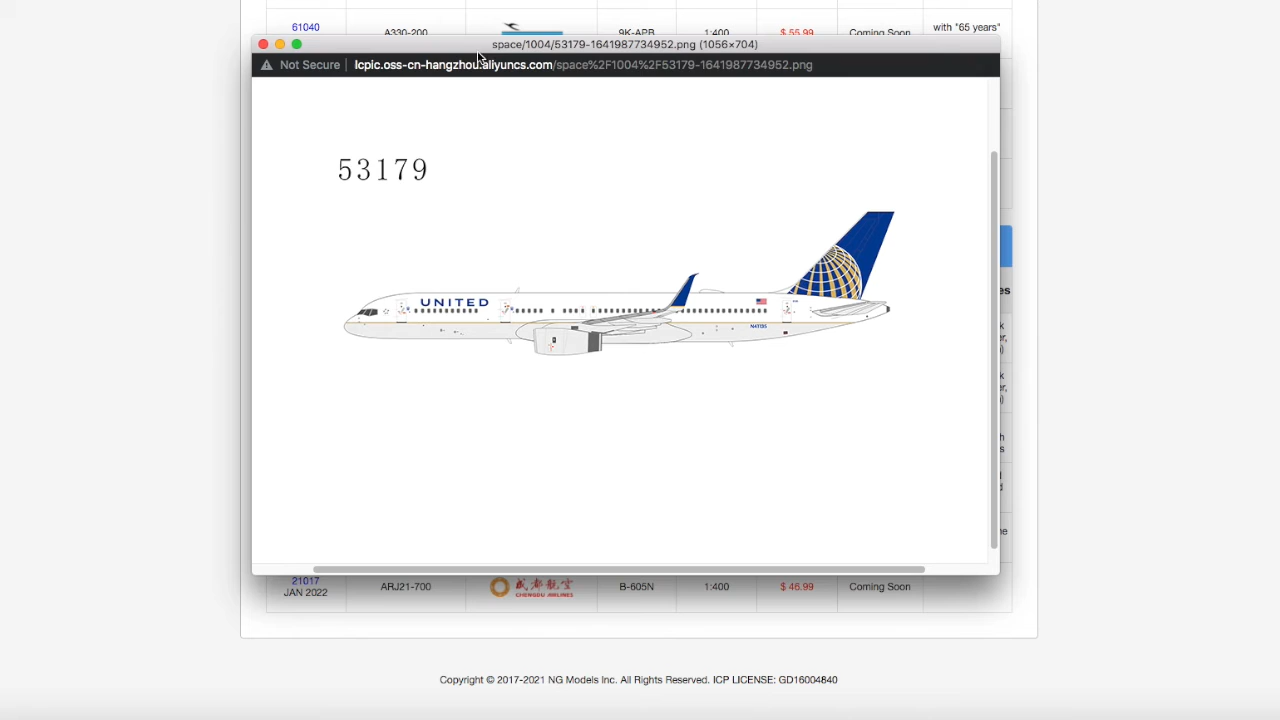 61040
A330-200
9K-APB
1:400
$ 55.99
Coming Soon
with "65 years"
space/1004/53179-1641987734952.png (1056×704)
Not Secure
lcpic.oss-cn-hangzhou.aliyuncs.com/space%2F1004%2F53179-1641987734952.png
53179
UNITED
21017
JAN 2022
ARJ21-700
成都航空
CHENGDU AIRLINES
B-605N
1:400
$ 46.99
Coming Soon
Copyright © 2017-2021 NG Models Inc. All Rights Reserved. ICP LICENSE: GD16004840